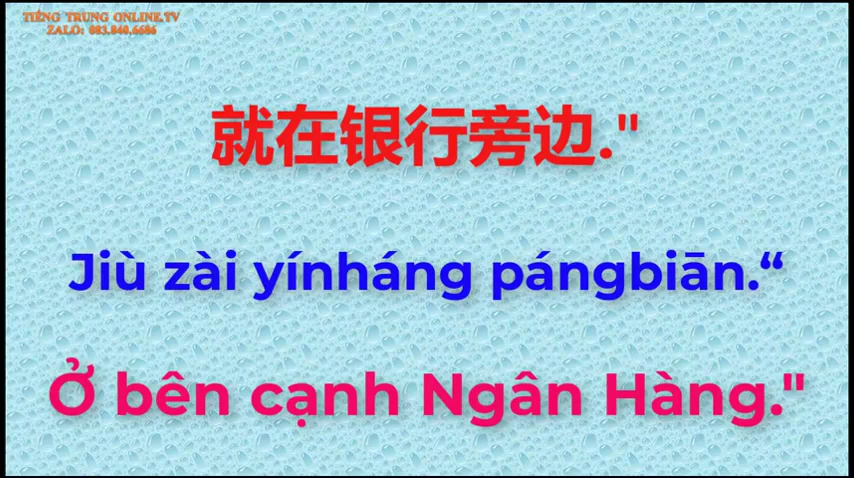 TIẾNG TRUNG ONLINE.TV
ZALO: 083.840.6686
就在银行旁边."
Jiù zài yínháng pángbiān.“
Ở bên cạnh Ngân Hàng."